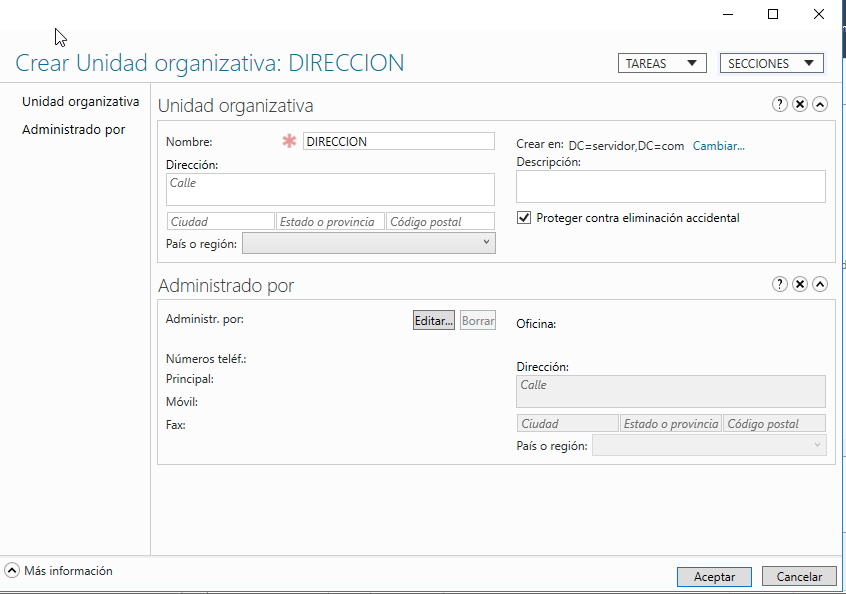 Crear Unidad organizativa: DIRECCION
TAREAS
SECCIONES
Unidad organizativa
Administrado por
Unidad organizativa
Nombre:
DIRECCION
Dirección:
Calle
Ciudad
Estado o provincia
Código postal
País o región:
Crear en: DC=servidor,DC=com Cambiar...
Descripción:
Proteger contra eliminación accidental
Administrado por
Administr. por:
Editar...
Borrar
Números teléf.:
Principal:
Móvil:
Fax:
Oficina:
Dirección:
Calle
Ciudad
Estado o provincia
Código postal
País o región:
Más información
Aceptar
Cancelar